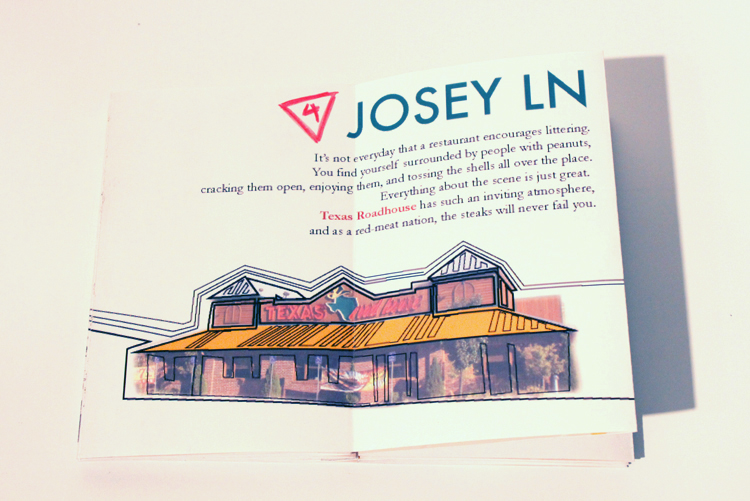 4 JOSEY LN
It's not everyday that a restaurant encourages littering.
You find yourself surrounded by people with peanuts,
cracking them open, enjoying them, and tossing the shells all over the place.
Everything about the scene is just great.
Texas Roadhouse has such an inviting atmosphere,
and as a red-meat nation, the steaks will never fail you.
TEXAS